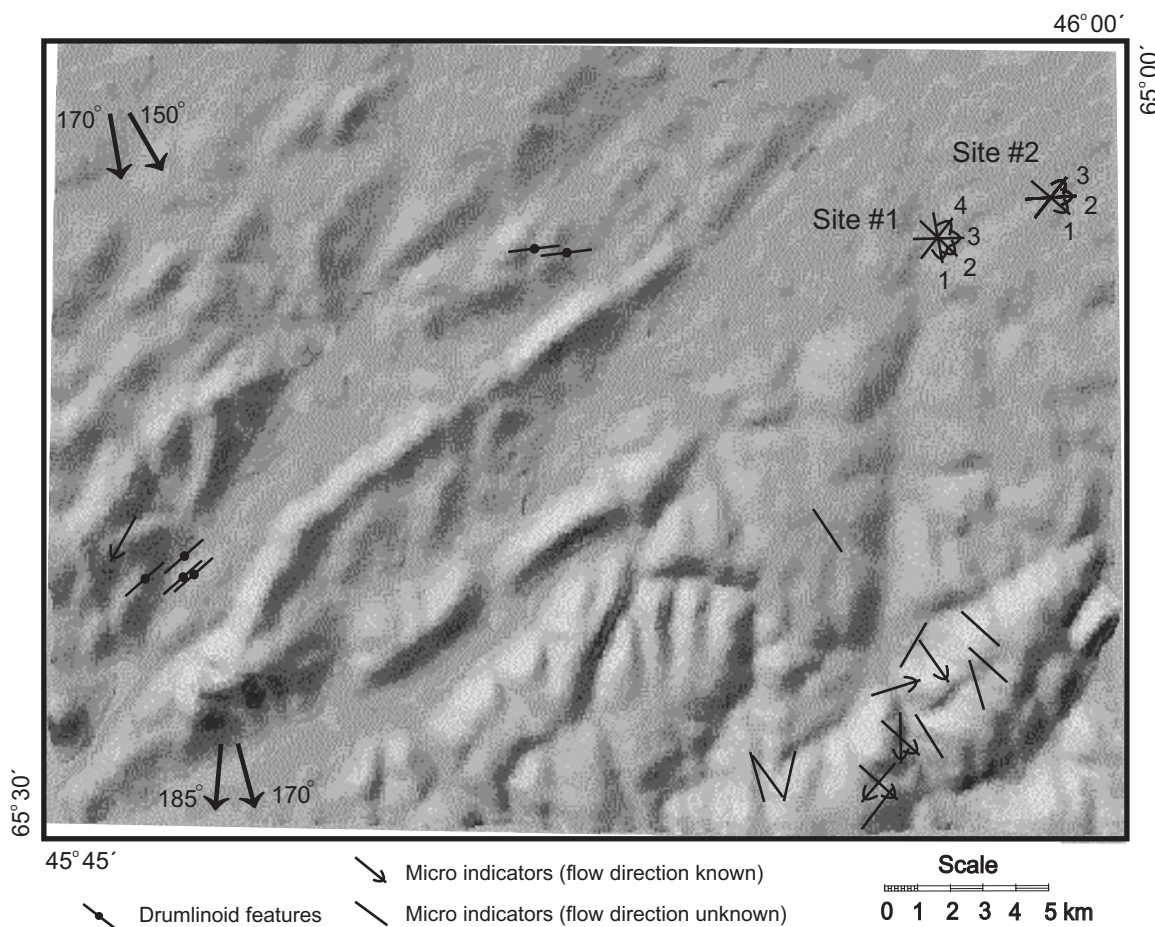 46°00´
65°00´
170° 150°
Site #2
3
2
1
Site #1
4
3
2
1
185° 170°
65°30´
45°45´
Micro indicators (flow direction known)
Drumlinoid features
Micro indicators (flow direction unknown)
Scale
0 1 2 3 4 5 km